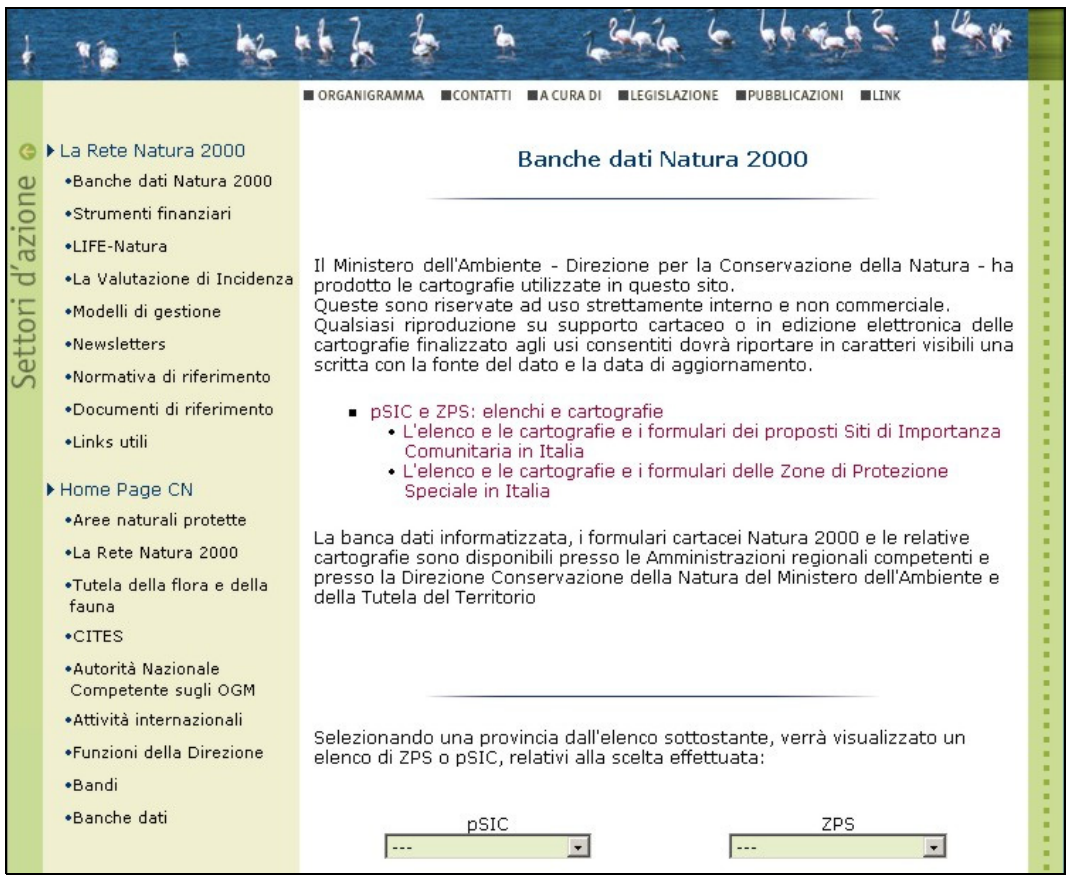 ■ ORGANIGRAMMA ■CONTATTI ■A CURA DI ■LEGISLAZIONE ■PUBBLICAZIONI ■LINK
Settori d'azione
La Rete Natura 2000
•Banche dati Natura 2000
•Strumenti finanziari
•LIFE-Natura
•La Valutazione di Incidenza
•Modelli di gestione
•Newsletters
•Normativa di riferimento
•Documenti di riferimento
•Links utili
Home Page CN
•Aree naturali protette
•La Rete Natura 2000
•Tutela della flora e della
fauna
•CITES
•Autorità Nazionale
Competente sugli OGM
•Attività internazionali
•Funzioni della Direzione
•Bandi
•Banche dati
Banche dati Natura 2000
Il Ministero dell'Ambiente - Direzione per la Conservazione della Natura - ha
prodotto le cartografie utilizzate in questo sito.
Queste sono riservate ad uso strettamente interno e non commerciale.
Qualsiasi riproduzione su supporto cartaceo o in edizione elettronica delle
cartografie finalizzato agli usi consentiti dovrà riportare in caratteri visibili una
scritta con la fonte del dato e la data di aggiornamento.
▪ pSIC e ZPS: elenchi e cartografie
• L'elenco e le cartografie e i formulari dei proposti Siti di Importanza
Comunitaria in Italia
• L'elenco e le cartografie e i formulari delle Zone di Protezione
Speciale in Italia
La banca dati informatizzata, i formulari cartacei Natura 2000 e le relative
cartografie sono disponibili presso le Amministrazioni regionali competenti e
presso la Direzione Conservazione della Natura del Ministero dell'Ambiente e
della Tutela del Territorio
Selezionando una provincia dall'elenco sottostante, verrà visualizzato un
elenco di ZPS o pSIC, relativi alla scelta effettuata:
pSIC ZPS
--- ---